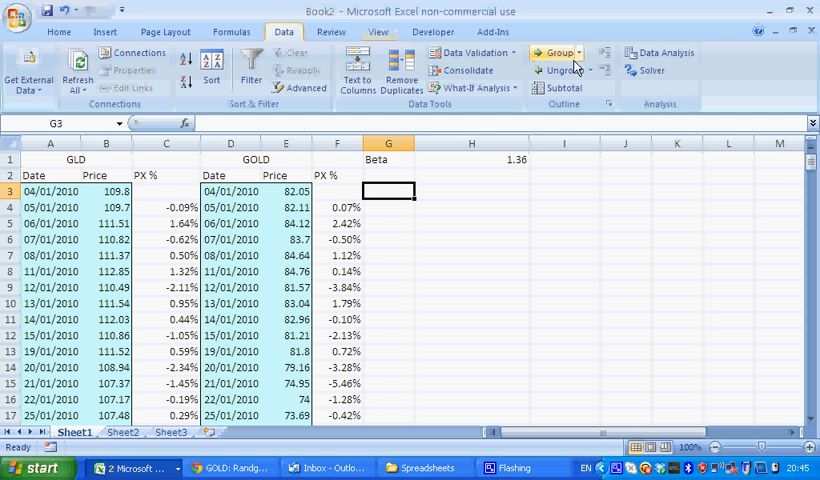 Book2 - Microsoft Excel non-commercial use
Home Insert Page Layout Formulas Data Review View Developer Add-Ins
Get External Data
Refresh All
Connections
Properties
Edit Links
Connections
Sort
Filter
Clear
Reapply
Advanced
Sort & Filter
Text to Columns
Remove Duplicates
Data Validation
Consolidate
What-If Analysis
Data Tools
Group
Ungroup
Subtotal
Outline
Data Analysis
Solver
Analysis
G3 fx
A B C D E F G H I J K L M
1 GLD GOLD Beta 1.36
2 Date Price PX % Date Price PX %
3 04/01/2010 109.8 04/01/2010 82.05
4 05/01/2010 109.7 -0.09% 05/01/2010 82.11 0.07%
5 06/01/2010 111.51 1.64% 06/01/2010 84.12 2.42%
6 07/01/2010 110.82 -0.62% 07/01/2010 83.7 -0.50%
7 08/01/2010 111.37 0.50% 08/01/2010 84.64 1.12%
8 11/01/2010 112.85 1.32% 11/01/2010 84.76 0.14%
9 12/01/2010 110.49 -2.11% 12/01/2010 81.57 -3.84%
10 13/01/2010 111.54 0.95% 13/01/2010 83.04 1.79%
11 14/01/2010 112.03 0.44% 14/01/2010 82.96 -0.10%
12 15/01/2010 110.86 -1.05% 15/01/2010 81.21 -2.13%
13 19/01/2010 111.52 0.59% 19/01/2010 81.8 0.72%
14 20/01/2010 108.94 -2.34% 20/01/2010 79.16 -3.28%
15 21/01/2010 107.37 -1.45% 21/01/2010 74.95 -5.46%
16 22/01/2010 107.17 -0.19% 22/01/2010 74 -1.28%
17 25/01/2010 107.48 0.29% 25/01/2010 73.69 -0.42%
Sheet1 Sheet2 Sheet3
Ready 100%
start 2 Microsoft ... GOLD: Randg... Inbox - Outlo... Spreadsheets Flashing EN 20:45